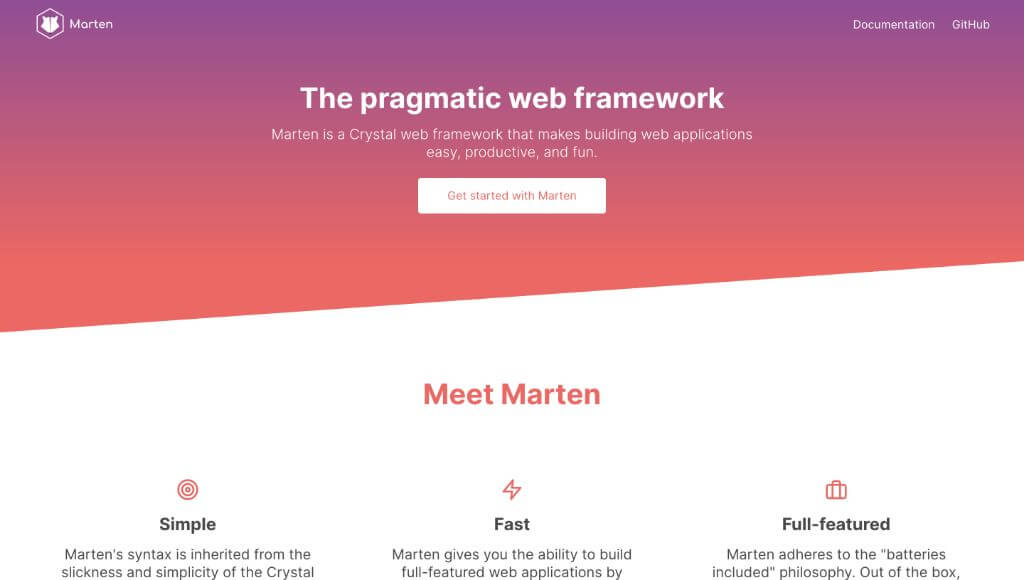 Marten
Documentation
GitHub
The pragmatic web framework
Marten is a Crystal web framework that makes building web applications
easy, productive, and fun.
Get started with Marten
Meet Marten
Simple
Marten's syntax is inherited from the
slickness and simplicity of the Crystal
Fast
Marten gives you the ability to build
full-featured web applications by
Full-featured
Marten adheres to the "batteries
included" philosophy. Out of the box,